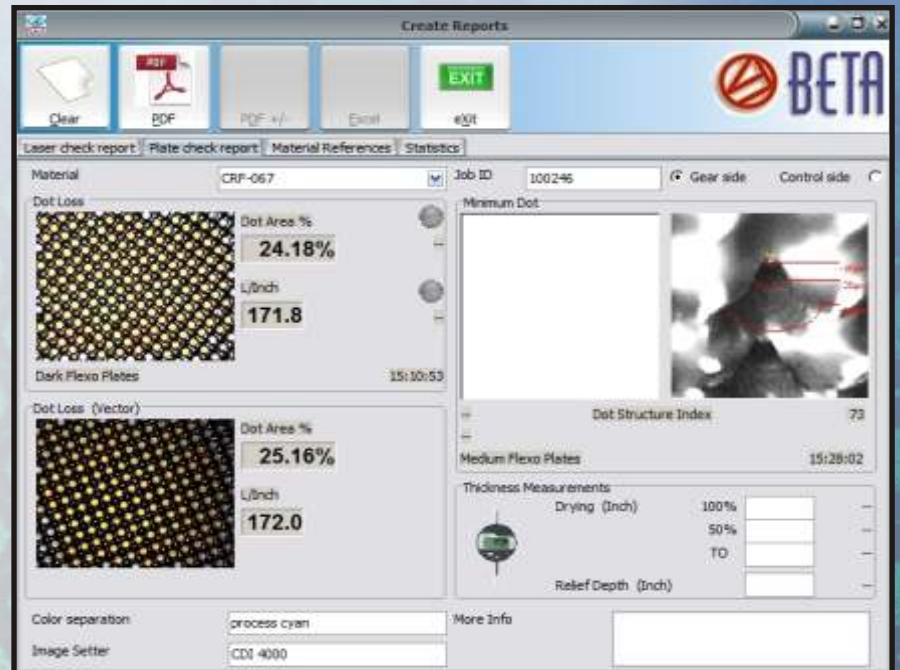 Create Reports
Clear
PDF
PDF +/-
Excel
EXIT
eXit
BETA
Laser check report
Plate check report
Material References
Statistics
Material
CRF-067
Job ID
100246
Gear side
Control side
Dot Loss
Dot Area %
24.18%
--
L/Inch
171.8
--
Dark Flexo Plates
15:10:53
Dot Loss (Vector)
Dot Area %
25.16%
L/Inch
172.0
Minimum Dot
--
Dot Structure Index
73
--
Medium Flexo Plates
15:28:02
Thickness Measurements
Drying (Inch)
100%
--
50%
--
TO
--
Relief Depth (Inch)
--
Color separation
process cyan
Image Setter
CDI 4000
More Info